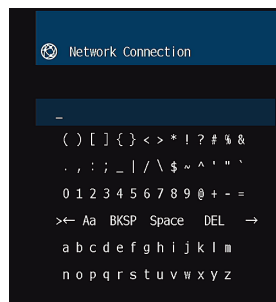 Network Connection
_
( ) [ ] { } < > * ! ? # % &
. , : ; _ | / \ $ ~ ^ ' " `
0 1 2 3 4 5 6 7 8 9 @ + - =
>← Aa BKSP Space DEL →
a b c d e f g h i j k l m
n o p q r s t u v w x y z